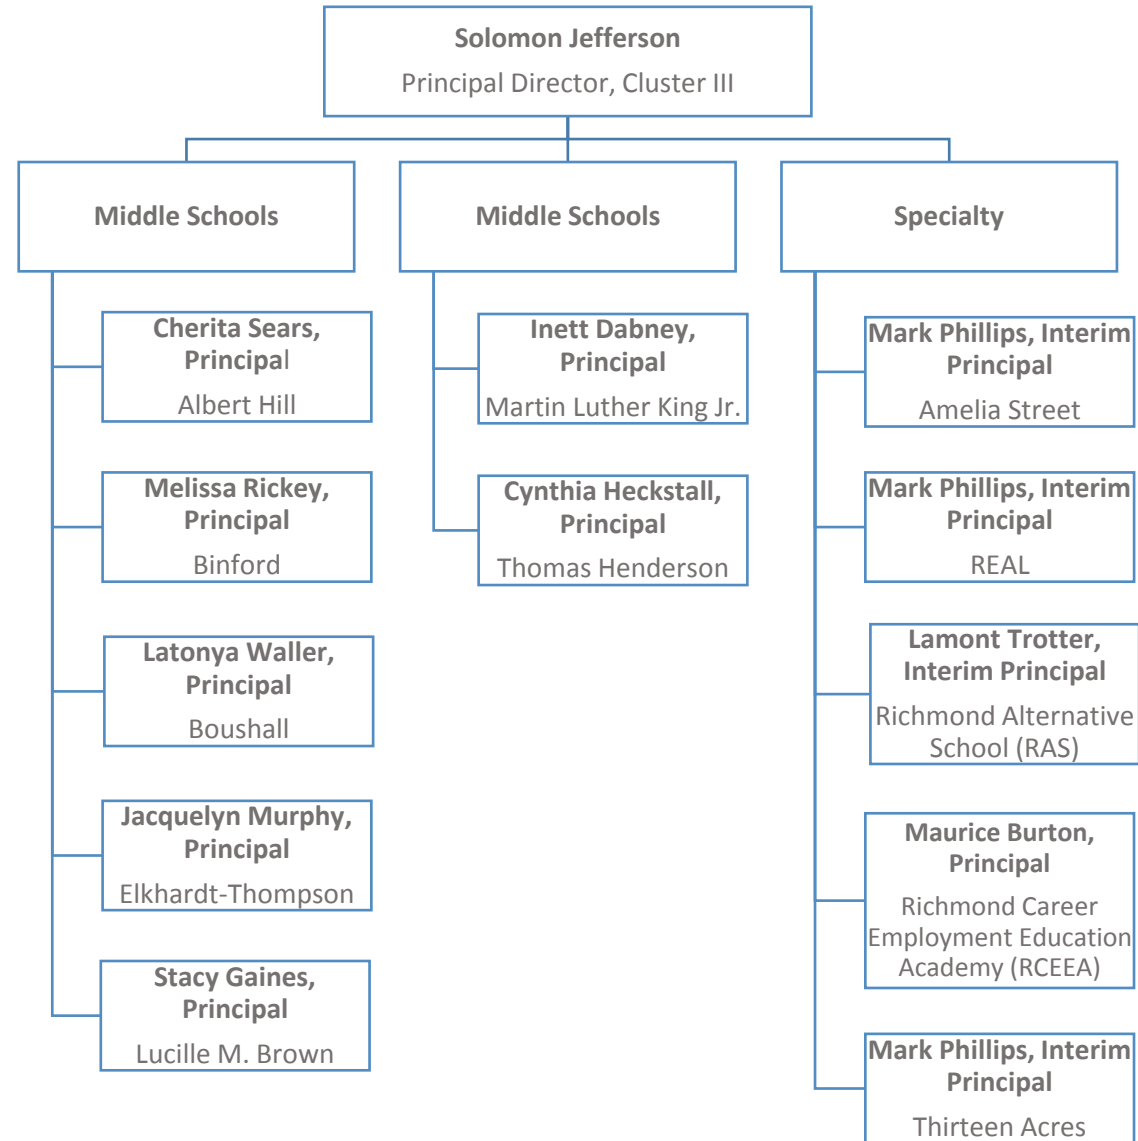 Solomon Jefferson
Principal Director, Cluster III
Middle Schools
Middle Schools
Specialty
Cherita Sears,
Principal
Albert Hill
Melissa Rickey,
Principal
Binford
Latonya Waller,
Principal
Boushall
Jacquelyn Murphy,
Principal
Elkhardt-Thompson
Stacy Gaines,
Principal
Lucille M. Brown
Inett Dabney,
Principal
Martin Luther King Jr.
Cynthia Heckstall,
Principal
Thomas Henderson
Mark Phillips, Interim
Principal
Amelia Street
Mark Phillips, Interim
Principal
REAL
Lamont Trotter,
Interim Principal
Richmond Alternative
School (RAS)
Maurice Burton,
Principal
Richmond Career
Employment Education
Academy (RCEEA)
Mark Phillips, Interim
Principal
Thirteen Acres